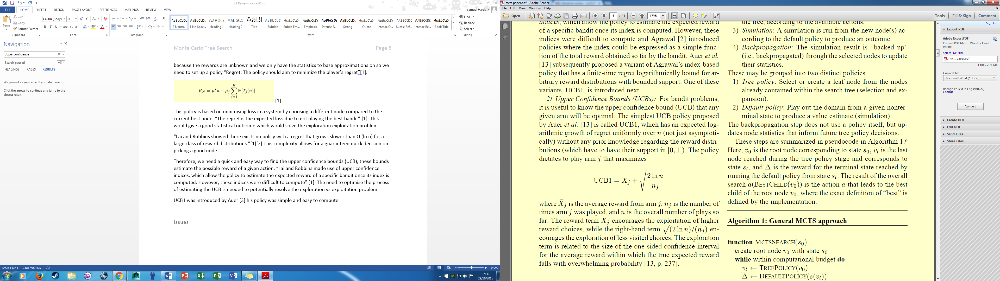 Lit Review.docx - Word
FILE HOME INSERT DESIGN PAGE LAYOUT REFERENCES MAILINGS REVIEW VIEW
samuel Hardy
Paste
Cut
Copy
Format Painter
Clipboard
Calibri (Body) 11
Font
Paragraph
AaBbCcDc AaBbCcDc AaBbCc AaBbCc AaBl AaBbCcD AaBbCcDc AaBbCcDc AaBbCcDc AaBbCcDc AaBbCcDc AaBbCcDc AABBCCDE AABBCCDE AaBbCcDc
¶ Normal ¶ No Spac... Heading 1 Heading 2 Title Subtitle Subtle Em... Emphasis Intense E... Strong Quote Intense Q... Subtle Ref... Intense Re... Book Title
Styles
Find
Replace
Select
Editing
Navigation
Upper confidence
Search paused
HEADINGS PAGES RESULTS
We paused so you can edit your document.
Click the arrows to continue and jump to the
closest result.
Monte Carlo Tree Search Page 5
because the rewards are unknown and we only have the statistics to base approximations on so we
need to set up a policy “Regret: The policy should aim to minimize the player’s regret”[1].
R_N = μ*n − μ_j ∑_{j=1}^{K} 𝔼[T_j(n)]
[1]
This policy is based on minimising loss in a system by choosing a different node compared to the
current best node. “The regret is the expected loss due to not playing the best bandit” [1]. This
would give a good statistical outcome which would solve the exploration exploitation problem.
“Lai and Robbins showed there exists no policy with a regret that grows slower than O (ln n) for a
large class of reward distributions.”[1][2].This complexity allows for a guaranteed quick decision on
picking a good node.
Therefore, we need a quick and easy way to find the upper confidence bounds (UCB), these bounds
estimate the possible reward of a given action. “Lai and Robbins made use of upper confidence
indices, which allow the policy to estimate the expected reward of a specific bandit once its index is
computed. However, these indices were difficult to compute” [1]. The need to optimise the process
of estimating the UCB is needed to potentially resolve the exploration vs exploitation problem
UCB1 was introduced by Auer [3] his policy was simple and easy to compute
Issues
PAGE 5 OF 6 1386 WORDS
140%
15:30
29/10/2015
mcts paper.pdf - Adobe Reader
File Edit View Window Help
Open
5 / 43
179%
Tools Fill & Sign Comment
indices, which allow the policy to estimate the expected reward
of a specific bandit once its index is computed. However, these
indices were difficult to compute and Agrawal [2] introduced
policies where the index could be expressed as a simple func-
tion of the total reward obtained so far by the bandit. Auer et al.
[13] subsequently proposed a variant of Agrawal’s index-based
policy that has a finite-time regret logarithmically bound for ar-
bitrary reward distributions with bounded support. One of these
variants, UCB1, is introduced next.
2) Upper Confidence Bounds (UCBs): For bandit problems,
it is useful to know the upper confidence bound (UCB) that any
given arm will be optimal. The simplest UCB policy proposed
by Auer et al. [13] is called UCB1, which has an expected log-
arithmic growth of regret uniformly over n (not just asymptoti-
cally) without any prior knowledge regarding the reward distri-
butions (which have to have their support in [0, 1]). The policy
dictates to play arm j that maximizes
UCB1 = X̄_j + √(2 ln n / n_j)
where X̄_j is the average reward from arm j, n_j is the number of
times arm j was played, and n is the overall number of plays so
far. The reward term X̄_j encourages the exploitation of higher
reward choices, while the right-hand term √(2 ln n)/(n_j) en-
courages the exploration of less visited choices. The exploration
term is related to the size of the one-sided confidence interval
for the average reward within which the true expected reward
falls with overwhelming probability [13, p. 237].
the tree, according to the available actions.
3) Simulation: A simulation is run from the new node(s) ac-
cording to the default policy to produce an outcome.
4) Backpropagation: The simulation result is “backed up”
(i.e., backpropagated) through the selected nodes to update
their statistics.
These may be grouped into two distinct policies.
1) Tree policy: Select or create a leaf node from the nodes
already contained within the search tree (selection and ex-
pansion).
2) Default policy: Play out the domain from a given nonter-
minal state to produce a value estimate (simulation).
The backpropagation step does not use a policy itself, but up-
dates node statistics that inform future tree policy decisions.
These steps are summarized in pseudocode in Algorithm 1.6
Here, v_0 is the root node corresponding to state s_0, v_l is the last
node reached during the tree policy stage and corresponds to
state s_l, and Δ is the reward for the terminal state reached by
running the default policy from state s_l. The result of the overall
search a(BESTCHILD(v_0)) is the action a that leads to the best
child of the root node v_0, where the exact definition of “best” is
defined by the implementation.
Algorithm 1: General MCTS approach
function MCTSSEARCH(s_0)
create root node v_0 with state s_0
while within computational budget do
v_l ← TREEPOLICY(v_0)
Δ ← DEFAULTPOLICY(s(v_l))
Sign In
Export PDF
Adobe ExportPDF
Convert PDF files to Word or Excel
online.
Select PDF File:
mcts paper.pdf
1 file / 2.78 MB
Convert To:
Microsoft Word (*.docx)
Recognize Text in English(U.S.)
Change
Convert
Create PDF
Edit PDF
Send Files
Store Files